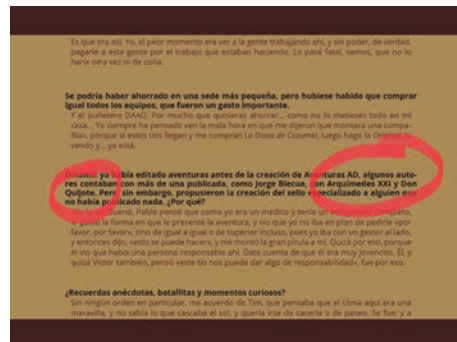 Es que era así. Yo, el peor momento era ver a la gente trabajando ahí, y sin poder, de verdad,
pagarle a esta gente por el trabajo que estaban haciendo. Lo pasé fatal, vamos, que no lo
haría otra vez ni de coña.
Se podría haber ahorrado en una sede más pequeña, pero hubiese habido que comprar
igual todos los equipos, que fueron un gasto importante.
Y el puñetero DAAD. Por mucho que quisieras ahorrar... como no lo metieses todo en mi
casa... Yo siempre he pensado «en la mala hora en que me dijeron que montara una compa-
ñía», porque si estos tíos llegan y me compran La Diosa de Cozumel, luego hago la Original, la
vendo y... ya está.
Dinamic ya había editado aventuras antes de la creación de Aventuras AD, algunos auto-
res contaban con más de una publicada, como Jorge Blecua, con Arquímedes XXI y Don
Quijote. Pero, sin embargo, propusieron la creación del sello especializado a alguien que
no había publicado nada. ¿Por qué?
bueno, Pablo pensó que como yo era un médico y tenía un completo,
le gustó la forma en que le presenté la aventura, y vio que yo no iba en plan de pedirle «por
favor, por favor», sino de igual a igual o de superior incluso, pues yo iba con un gestor al lado,
y entonces dijo, «esto se puede hacer», y me montó la gran pirula a mí. Quizá por eso, porque
él vio que había una persona responsable ahí. Date cuenta de que él era muy jovencito. Él, y
quizá Víctor también, pensó «este tío nos puede dar algo de responsabilidad», fue por eso.
¿Recuerdas anécdotas, batallitas y momentos curiosos?
Sin ningún orden en particular, me acuerdo de Tim, que pensaba que el clima aquí era una
maravilla, y no sabía lo que cascaba el sol, y quería irse de cacería o de paseo. Se fue, y a